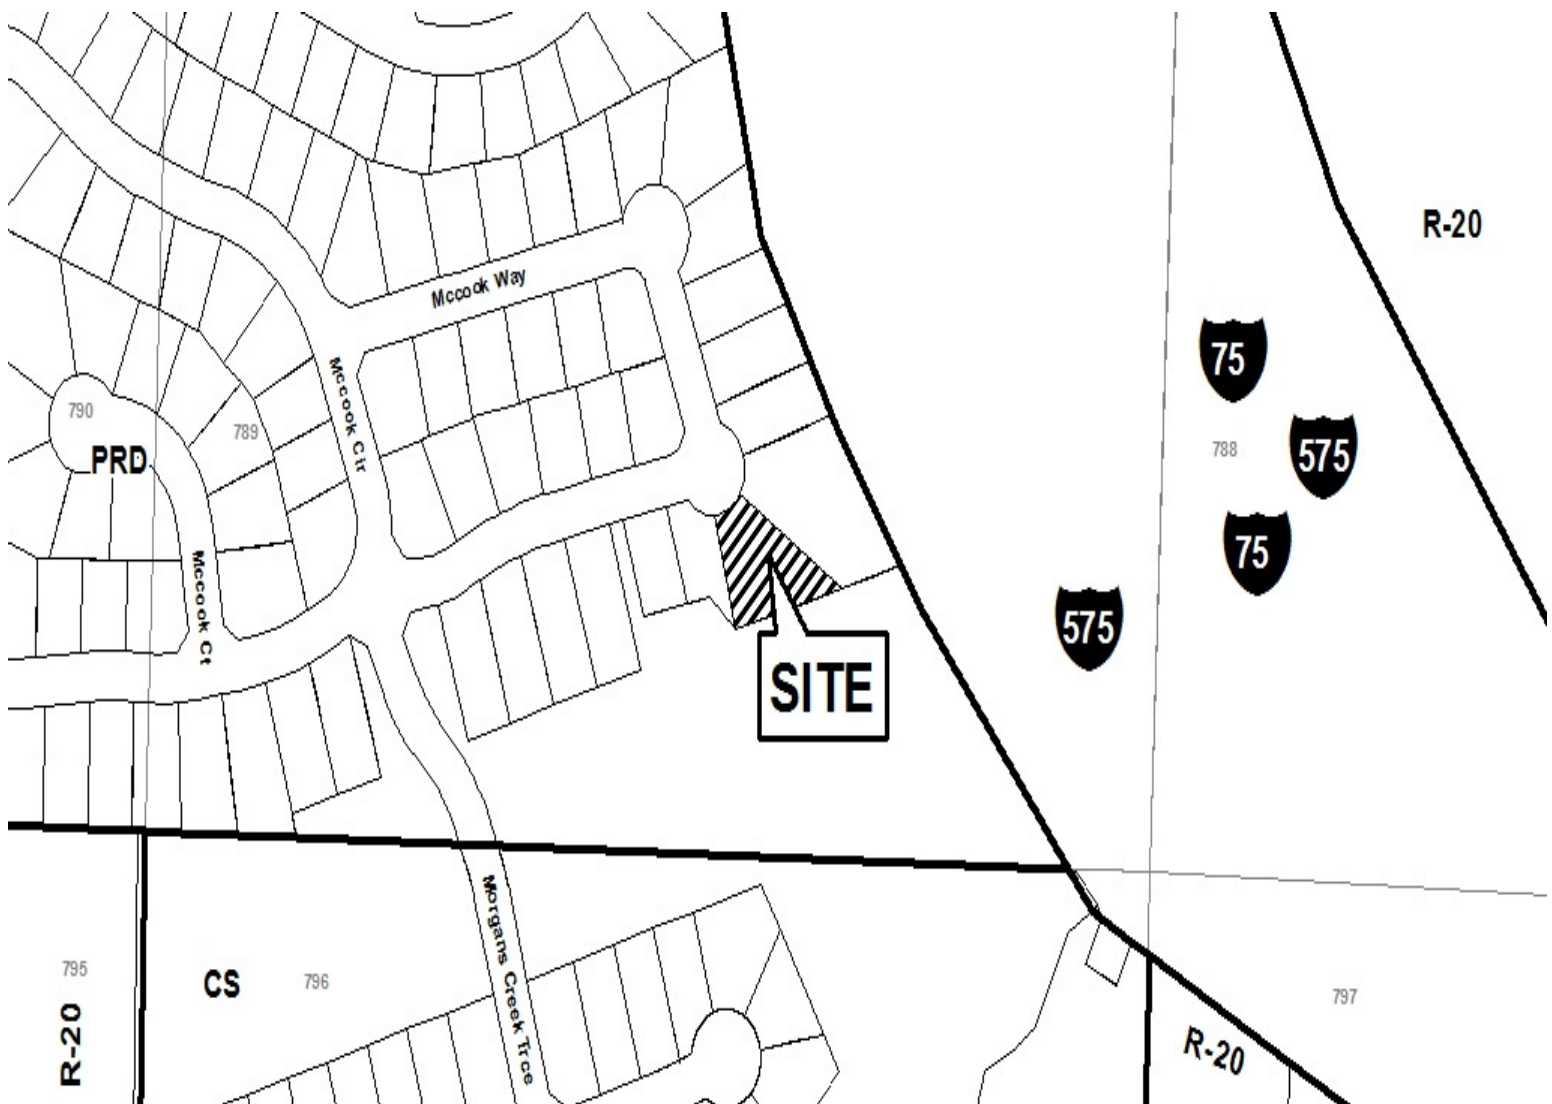 R-20
Mccook Way
75
Mccook Cir
790
789
575
788
PRD
75
Mccook Ct
575
SITE
Morgans Creek Trce
795
CS
796
797
R-20
R-20